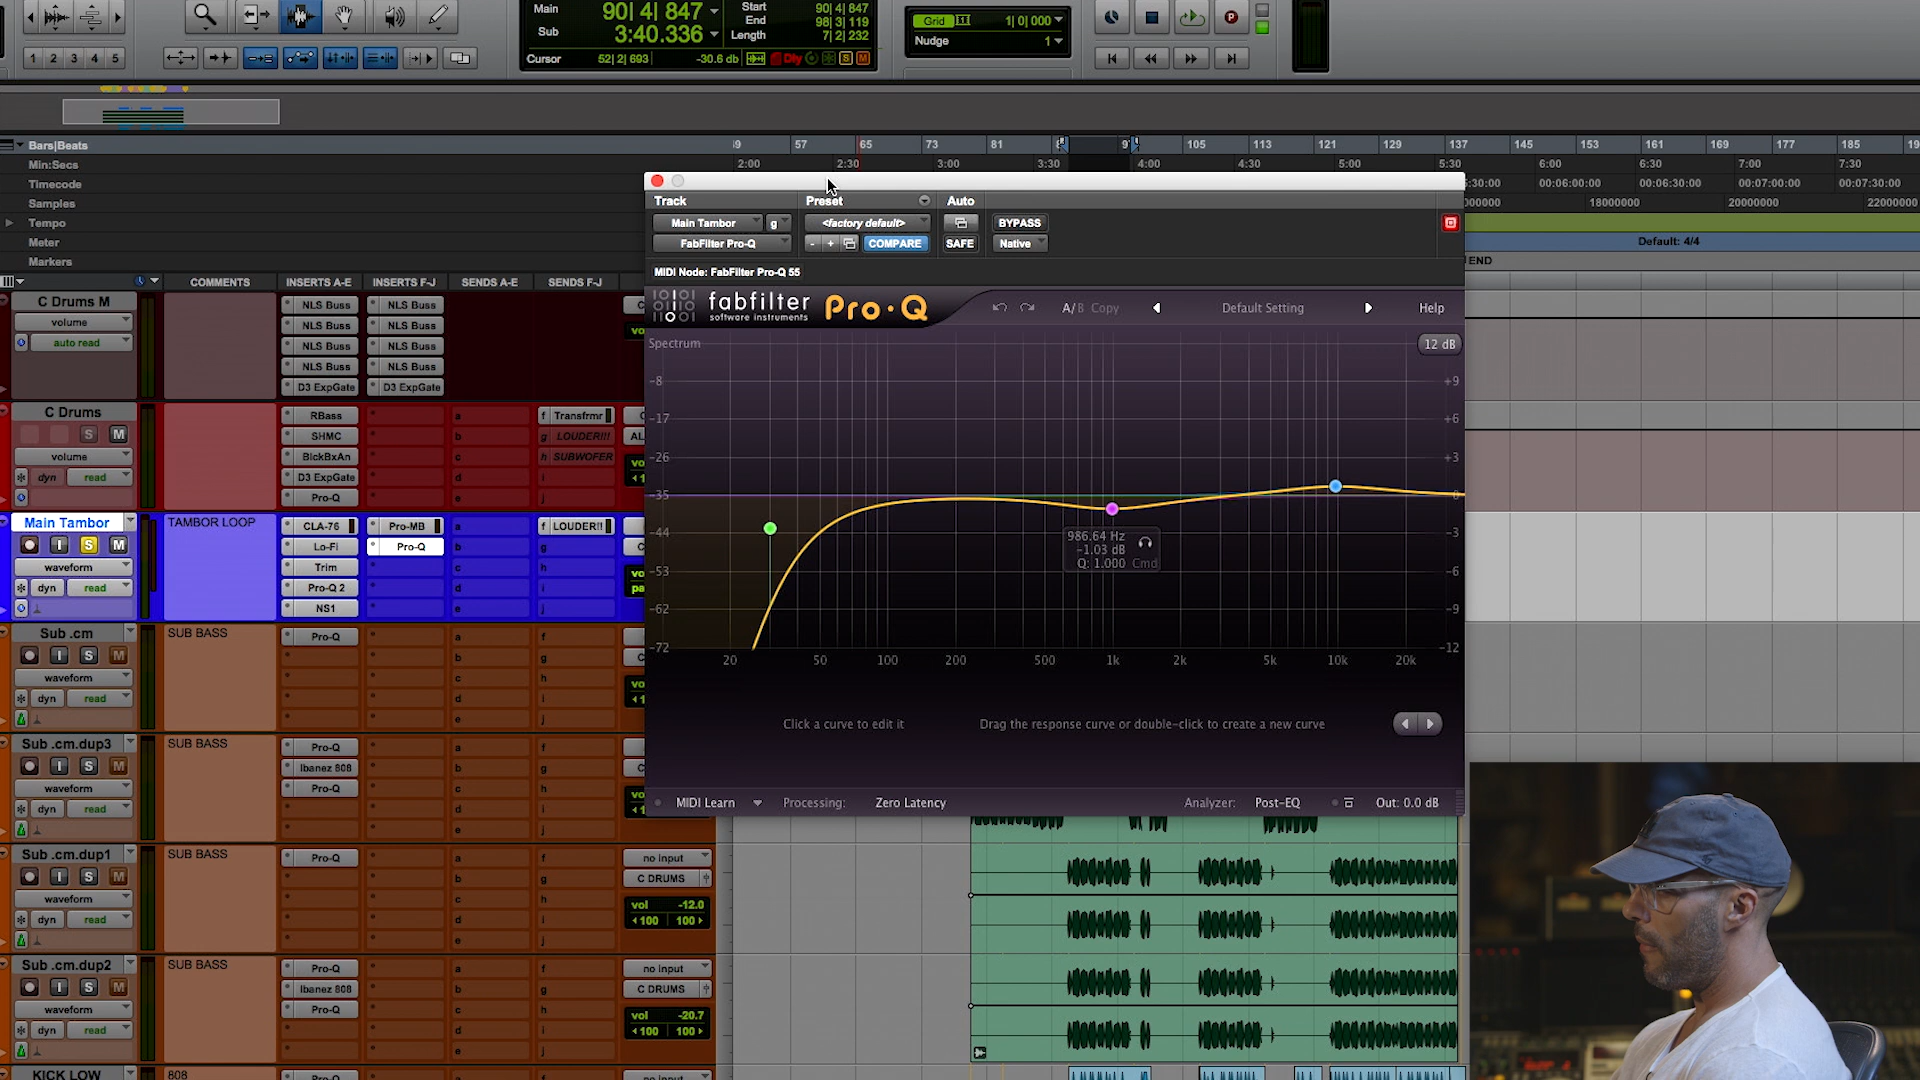 Main 90| 4| 847 Start 90| 4| 847
End 98| 3| 119
Sub 3:40.336 Length 7| 2| 232
Cursor 52| 2| 693 -30.6 db Dly S M
Grid 1| 0| 000
Nudge 1
P
1 2 3 4 5
Bars|Beats 57 65 73 81 105 113 121 129 137 145 153 161 169 177 185
Min:Secs 2:00 2:30 3:00 3:30 4:00 4:30 5:00 5:30 6:00 6:30 7:00 7:30
Timecode 00:06:00:00 00:06:30:00 00:07:00:00 00:07:30:00
Samples 18000000 20000000 22000000
Tempo
Meter Default: 4/4
Markers END
Track Preset Auto
Main Tambor g <factory default> BYPASS
FabFilter Pro-Q - + COMPARE SAFE Native
MIDI Node: FabFilter Pro-Q 55
fabfilter
software instruments
Pro·Q
A/B Copy Default Setting Help
Spectrum 12 dB
-8 +9
-17 +6
-26 +3
-35 0
-44 -3
-53 -6
-62 -9
-72 -12
986.64 Hz
-1.03 dB
Q: 1.000 Cmd
20 50 100 200 500 1k 2k 5k 10k 20k
Click a curve to edit it Drag the response curve or double-click to create a new curve
MIDI Learn Processing: Zero Latency Analyzer: Post-EQ Out: 0.0 dB
COMMENTS INSERTS A-E INSERTS F-J SENDS A-E SENDS F-J
C Drums M NLS Buss NLS Buss
volume NLS Buss NLS Buss
auto read NLS Buss NLS Buss
NLS Buss NLS Buss
D3 ExpGate D3 ExpGate
C Drums RBass a f Transfrmr
S M SHMC b g LOUDER!!!
volume BlckBxAn c h SUBWOFER
dyn read D3 ExpGate d i
Pro-Q e j
Main Tambor TAMBOR LOOP CLA-76 Pro-MB a f LOUDER!!
I S M Lo-Fi Pro-Q b g
waveform Trim c h
dyn read Pro-Q 2 d i
NS1 e j
Sub .cm SUB BASS Pro-Q a f
I S M b g
waveform c h
dyn read d i
e j
Sub .cm.dup3 SUB BASS Pro-Q a f
I S M Ibanez 808 b g
waveform Pro-Q c h
dyn read d i
e j
Sub .cm.dup1 SUB BASS Pro-Q a f no input
I S M b g C DRUMS
waveform c h vol -12.0
dyn read d i 100 100
e j
Sub .cm.dup2 SUB BASS Pro-Q a f no input
I S M Ibanez 808 b g C DRUMS
waveform Pro-Q c h vol -20.7
dyn read d i 100 100
e j
KICK LOW 808 Pro-Q a f no input